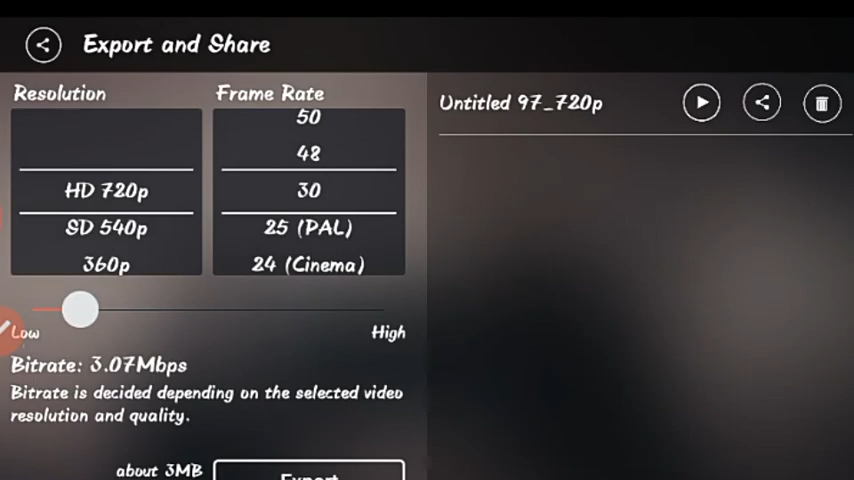 Export and Share
Resolution
Frame Rate
50
48
HD 720p
30
SD 540p
25 (PAL)
360p
24 (Cinema)
Low
High
Bitrate: 3.07Mbps
Bitrate is decided depending on the selected video
resolution and quality.
about 3MB
Export
Untitled 97_720p